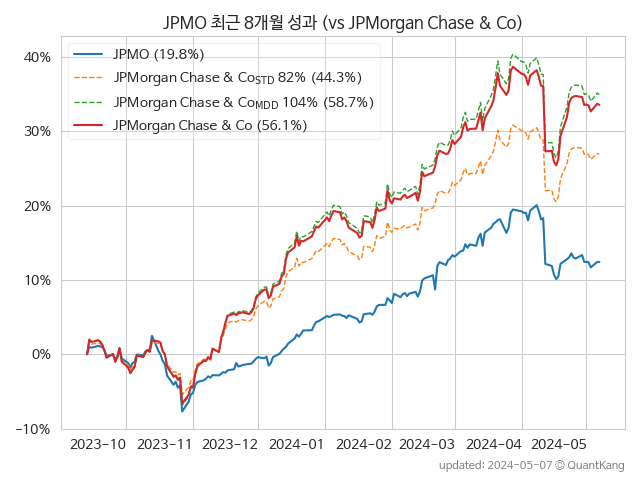 JPMO 최근 8개월 성과 (vs JPMorgan Chase & Co)
JPMO (19.8%)
JPMorgan Chase & CoSTD 82% (44.3%)
JPMorgan Chase & CoMDD 104% (58.7%)
JPMorgan Chase & Co (56.1%)
40%
30%
20%
10%
0%
−10%
2023−10 2023−11 2023−12 2024−01 2024−02 2024−03 2024−04 2024−05
updated: 2024-05-07 © QuantKang